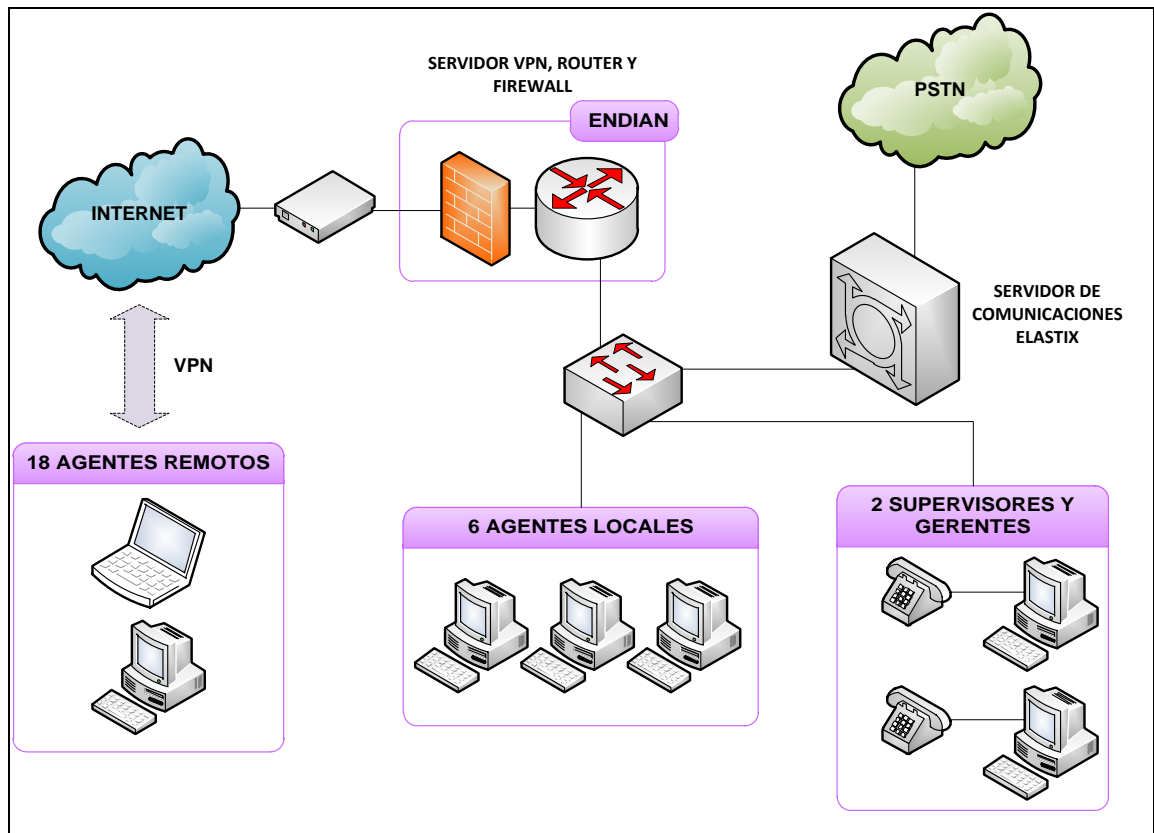 SERVIDOR VPN, ROUTER Y
FIREWALL
ENDIAN
PSTN
INTERNET
SERVIDOR DE
COMUNICACIONES
ELASTIX
VPN
18 AGENTES REMOTOS
6 AGENTES LOCALES
2 SUPERVISORES Y
GERENTES